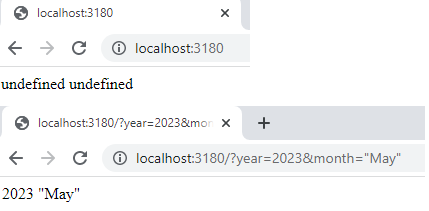 localhost:3180
localhost:3180
undefined undefined
localhost:3180/?year=2023&mon
localhost:3180/?year=2023&month="May"
2023 "May"